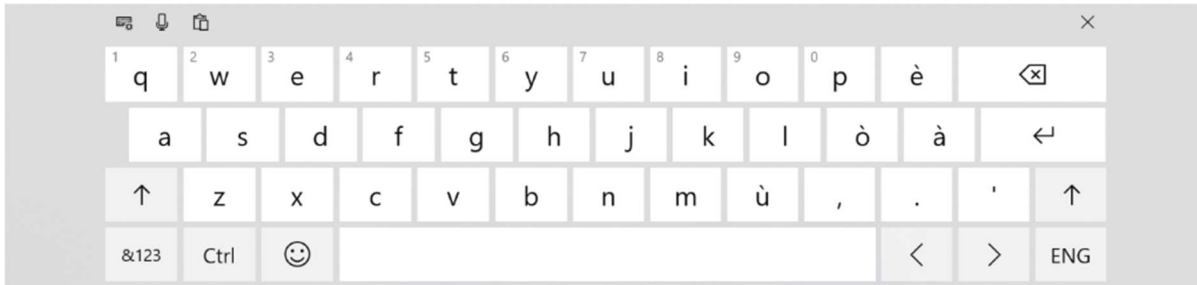 1 q 2 w 3 e 4 r 5 t 6 y 7 u 8 i 9 o 0 p è
a s d f g h j k l ò à
z x c v b n m ù , . '
&123 Ctrl ENG